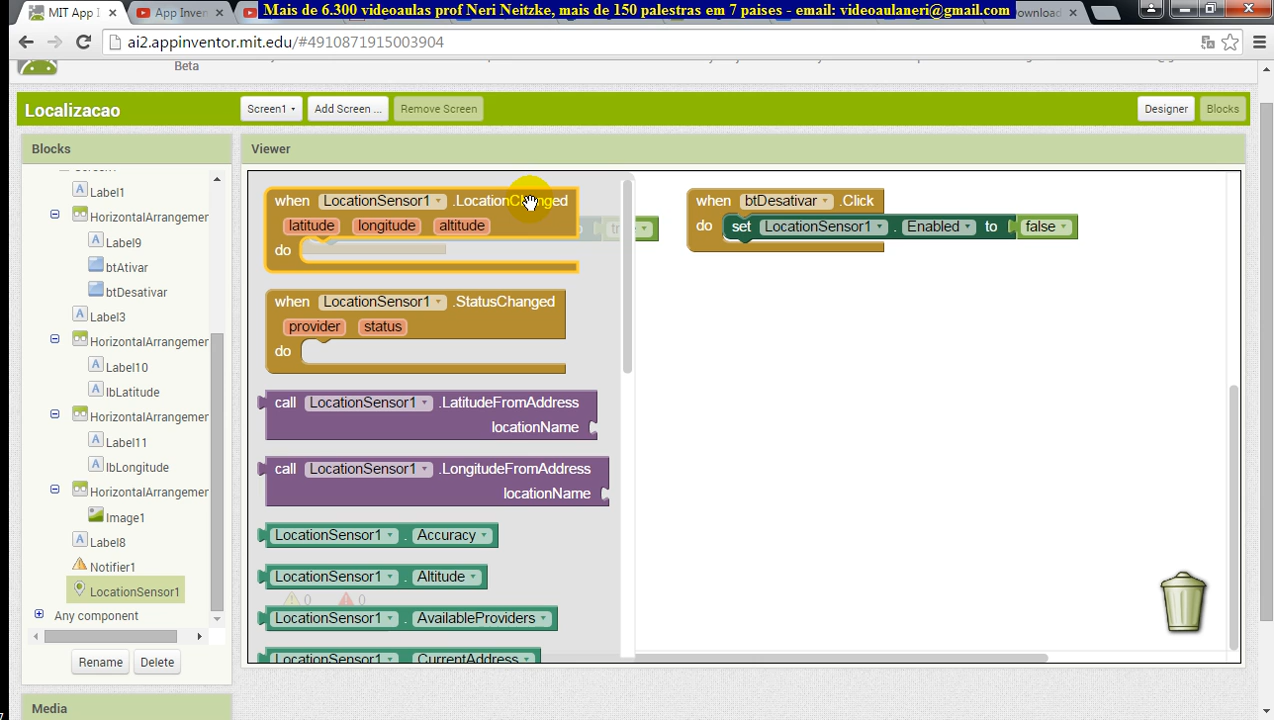 Mais de 6.300 videoaulas prof Neri Neitzke, mais de 150 palestras em 7 paises - email: videoaulaneri@gmail.com
MIT App I × App Inven × ownload ×
ai2.appinventor.mit.edu/#4910871915003904
Beta
Localizacao Screen1 Add Screen ... Remove Screen Designer Blocks
Blocks
Viewer
Label1
HorizontalArrangemer
Label9
btAtivar
btDesativar
Label3
HorizontalArrangemer
Label10
lbLatitude
HorizontalArrangemer
Label11
lbLongitude
HorizontalArrangemer
Image1
Label8
Notifier1
LocationSensor1
Any component
Rename Delete
Media
when LocationSensor1 .LocationChanged
latitude longitude altitude
do
when LocationSensor1 .StatusChanged
provider status
do
call LocationSensor1 .LatitudeFromAddress
locationName
call LocationSensor1 .LongitudeFromAddress
locationName
LocationSensor1 . Accuracy
LocationSensor1 . Altitude
0 0
LocationSensor1 . AvailableProviders
LocationSensor1 . CurrentAddress
when btDesativar .Click
do set LocationSensor1 . Enabled to false